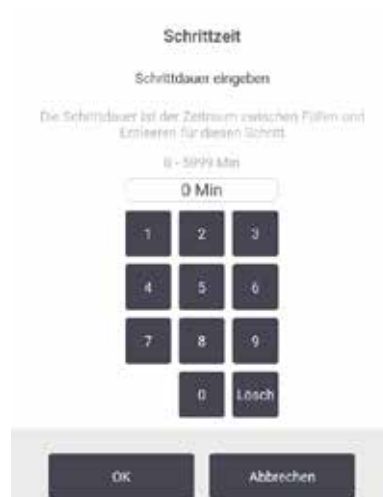 Schrittzeit
Schrittdauer eingeben
Die Schrittdauer ist der Zeitraum zwischen Füllen und
Entleeren für diesen Schritt
0 - 5999 Min
0 Min
1 2 3
4 5 6
7 8 9
0 Lösch
OK Abbrechen